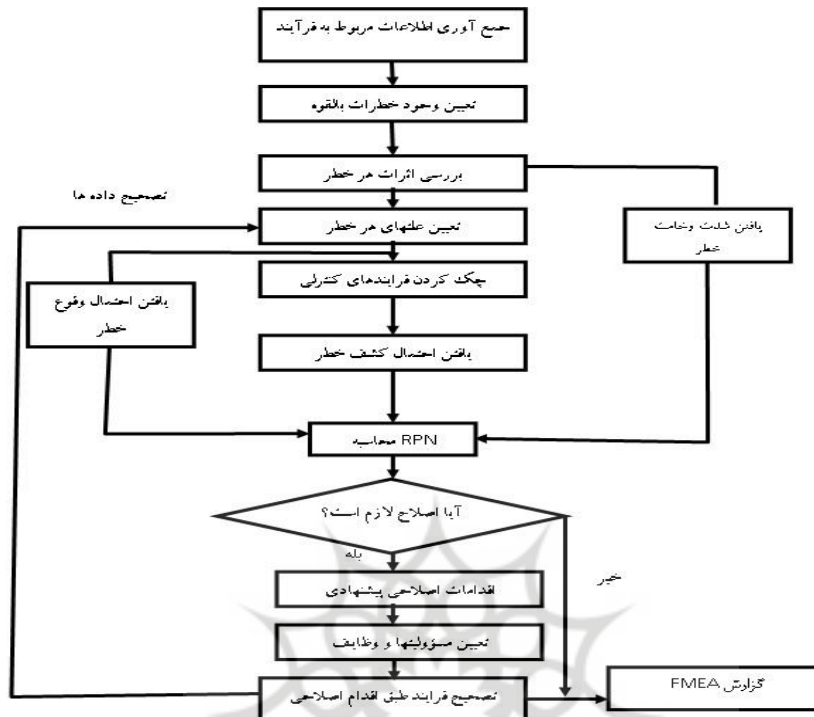 جمع آوری اطلاعات مربوط به فرآیند
تعیین وجود خطرات بالقوه
بررسی اثرات هر خطر
تصحیح داده ها
تعیین علتهای هر خطر
یافتن شدت وخامت
خطر
چک کردن فرایندهای کنترلی
یافتن احتمال وقوع
خطر
یافتن احتمال کشف خطر
محاسبه RPN
آیا اصلاح لازم است؟
بله
خیر
اقدامات اصلاحی پیشنهادی
تعیین مسؤولیتها و وظایف
گزارش FMEA
تصحیح فرایند طبق اقدام اصلاحی